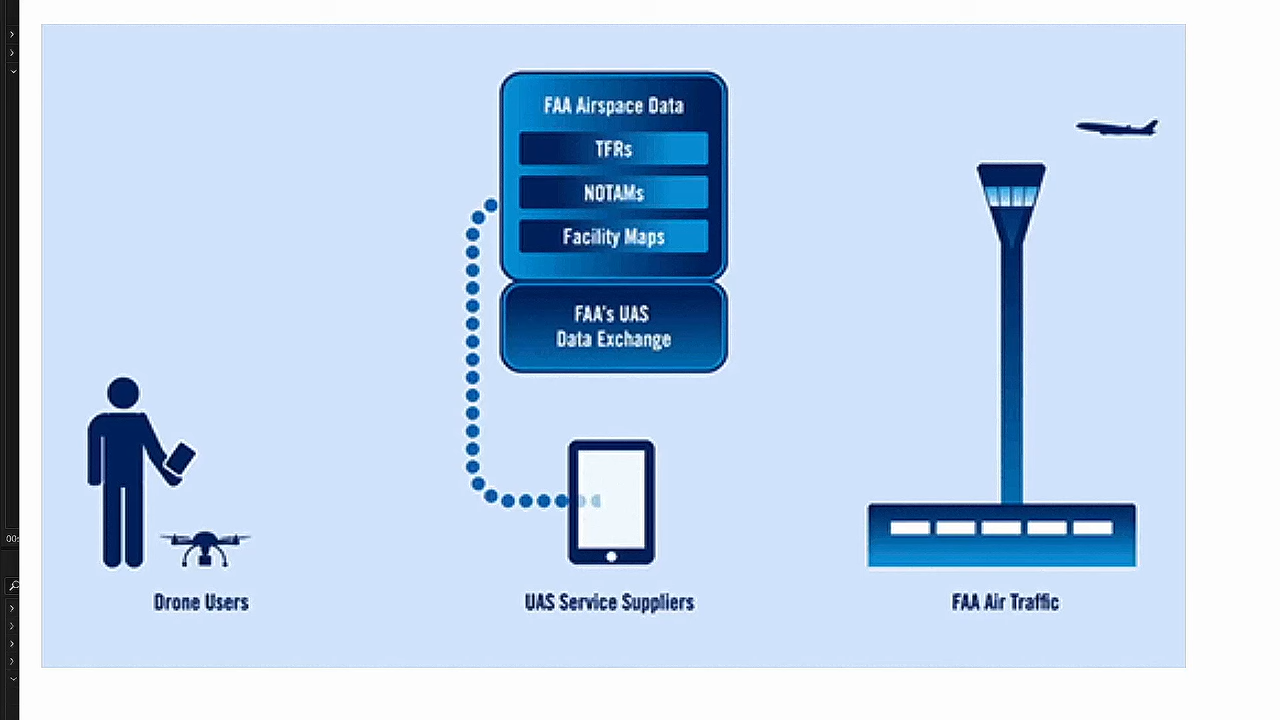 FAA Airspace Data
TFRs
NOTAMs
Facility Maps
FAA's UAS
Data Exchange
00:
Drone Users
UAS Service Suppliers
FAA Air Traffic